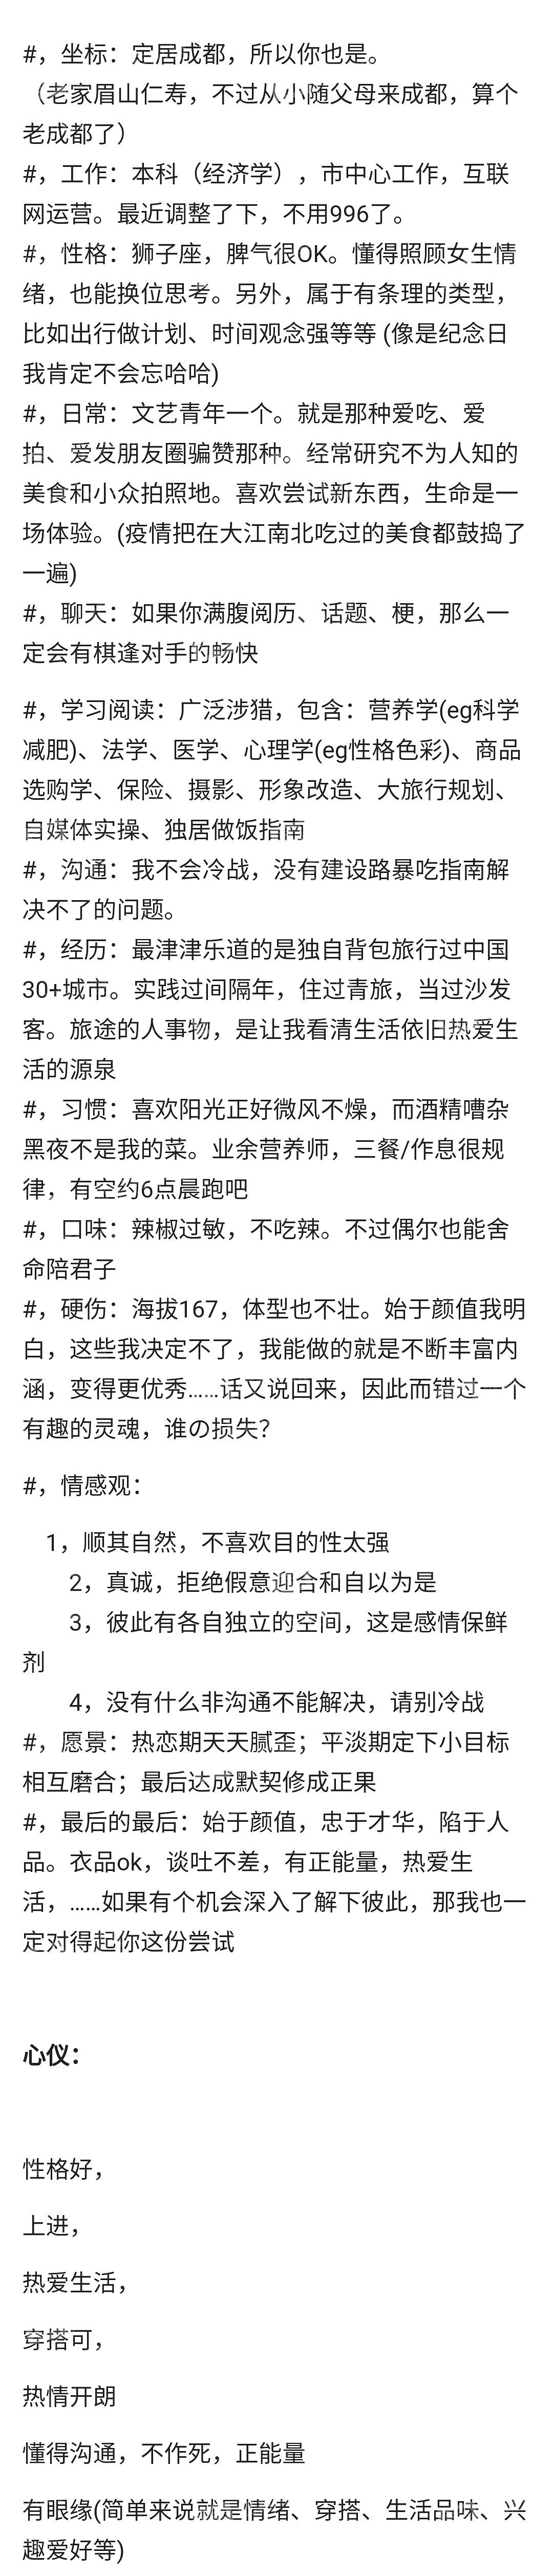 #，坐标：定居成都，所以你也是。
（老家眉山仁寿，不过从小随父母来成都，算个
老成都了）
#，工作：本科（经济学），市中心工作，互联
网运营。最近调整了下，不用996了。
#，性格：狮子座，脾气很OK。懂得照顾女生情
绪，也能换位思考。另外，属于有条理的类型，
比如出行做计划、时间观念强等等 (像是纪念日
我肯定不会忘哈哈)
#，日常：文艺青年一个。就是那种爱吃、爱
拍、爱发朋友圈骗赞那种。经常研究不为人知的
美食和小众拍照地。喜欢尝试新东西，生命是一
场体验。(疫情把在大江南北吃过的美食都鼓捣了
一遍)
#，聊天：如果你满腹阅历、话题、梗，那么一
定会有棋逢对手的畅快
#，学习阅读：广泛涉猎，包含：营养学(eg科学
减肥)、法学、医学、心理学(eg性格色彩)、商品
选购学、保险、摄影、形象改造、大旅行规划、
自媒体实操、独居做饭指南
#，沟通：我不会冷战，没有建设路暴吃指南解
决不了的问题。
#，经历：最津津乐道的是独自背包旅行过中国
30+城市。实践过间隔年，住过青旅，当过沙发
客。旅途的人事物，是让我看清生活依旧热爱生
活的源泉
#，习惯：喜欢阳光正好微风不燥，而酒精嘈杂
黑夜不是我的菜。业余营养师，三餐/作息很规
律，有空约6点晨跑吧
#，口味：辣椒过敏，不吃辣。不过偶尔也能舍
命陪君子
#，硬伤：海拔167，体型也不壮。始于颜值我明
白，这些我决定不了，我能做的就是不断丰富内
涵，变得更优秀……话又说回来，因此而错过一个
有趣的灵魂，谁の损失？
#，情感观：
1，顺其自然，不喜欢目的性太强
2，真诚，拒绝假意迎合和自以为是
3，彼此有各自独立的空间，这是感情保鲜
剂
4，没有什么非沟通不能解决，请别冷战
#，愿景：热恋期天天腻歪；平淡期定下小目标
相互磨合；最后达成默契修成正果
#，最后的最后：始于颜值，忠于才华，陷于人
品。衣品ok，谈吐不差，有正能量，热爱生
活，……如果有个机会深入了解下彼此，那我也一
定对得起你这份尝试
心仪：
性格好，
上进，
热爱生活，
穿搭可，
热情开朗
懂得沟通，不作死，正能量
有眼缘(简单来说就是情绪、穿搭、生活品味、兴
趣爱好等)